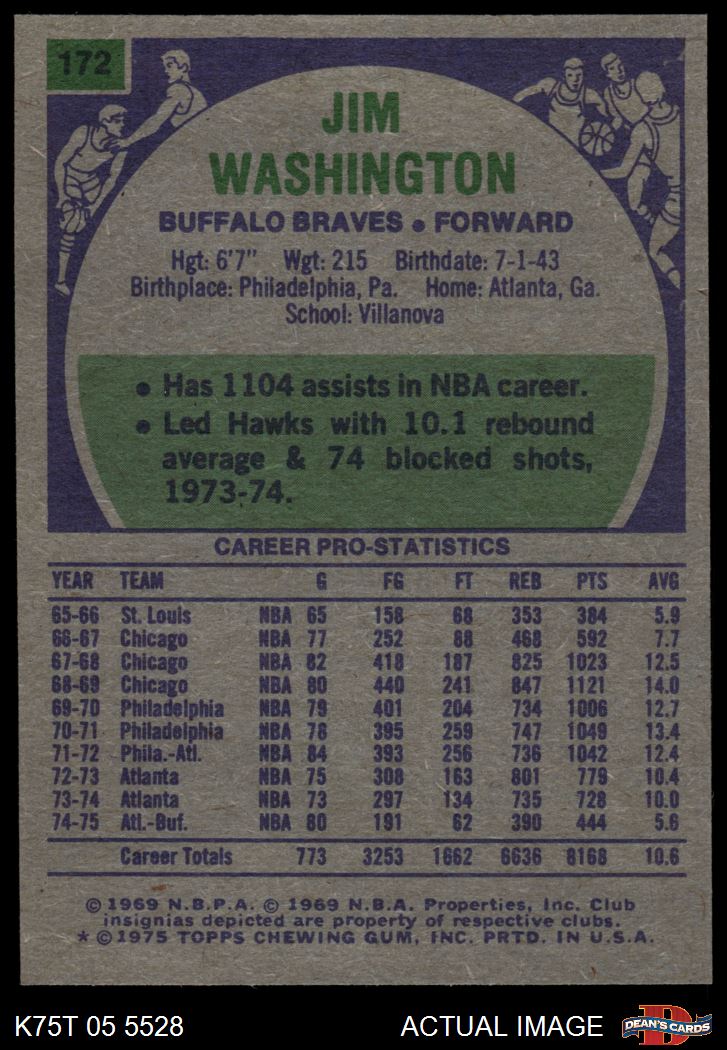 172
JIM
WASHINGTON
BUFFALO BRAVES • FORWARD
Hgt: 6'7" Wgt: 215 Birthdate: 7-1-43
Birthplace: Philadelphia, Pa. Home: Atlanta, Ga.
School: Villanova
• Has 1104 assists in NBA career.
• Led Hawks with 10.1 rebound
average & 74 blocked shots,
1973-74.
CAREER PRO-STATISTICS
YEAR TEAM G FG FT REB PTS AVG
65-66 St. Louis NBA 65 158 68 353 384 5.9
66-67 Chicago NBA 77 252 88 468 592 7.7
67-68 Chicago NBA 82 418 187 825 1023 12.5
68-69 Chicago NBA 80 440 241 847 1121 14.0
69-70 Philadelphia NBA 79 401 204 734 1006 12.7
70-71 Philadelphia NBA 78 395 259 747 1049 13.4
71-72 Phila.-Atl. NBA 84 393 256 736 1042 12.4
72-73 Atlanta NBA 75 308 163 801 779 10.4
73-74 Atlanta NBA 73 297 134 735 728 10.0
74-75 Atl.-Buf. NBA 80 191 62 390 444 5.6
Career Totals 773 3253 1662 6636 8168 10.6
© 1969 N.B.P.A. © 1969 N.B.A. Properties, Inc. Club
insignias depicted are property of respective clubs.
* © 1975 TOPPS CHEWING GUM, INC. PRTD. IN U.S.A.
K75T 05 5528 ACTUAL IMAGE D DEAN'S CARDS